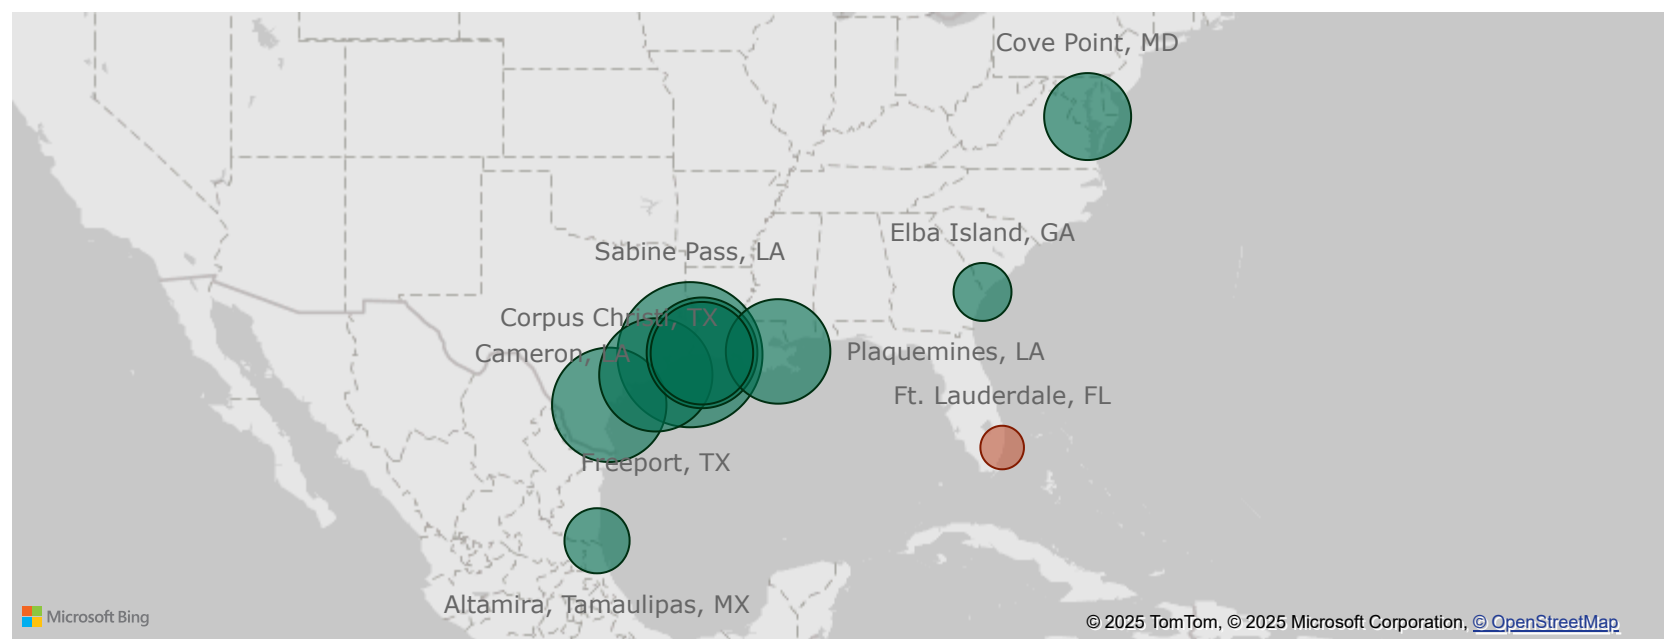 Cove Point, MD
Elba Island, GA
Sabine Pass, LA
Corpus Christi, TX
Cameron, LA
Plaquemines, LA
Ft. Lauderdale, FL
Freeport, TX
Altamira, Tamaulipas, MX
Microsoft Bing
© 2025 TomTom, © 2025 Microsoft Corporation, © OpenStreetMap